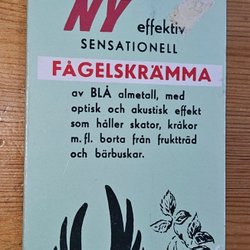 NY effektiv
SENSATIONELL
FÅGELSKRÄMMA
av BLÅ almetall, med
optisk och akustisk effekt
som håller skator, kråkor
m. fl. borta från fruktträd
och bärbuskar.